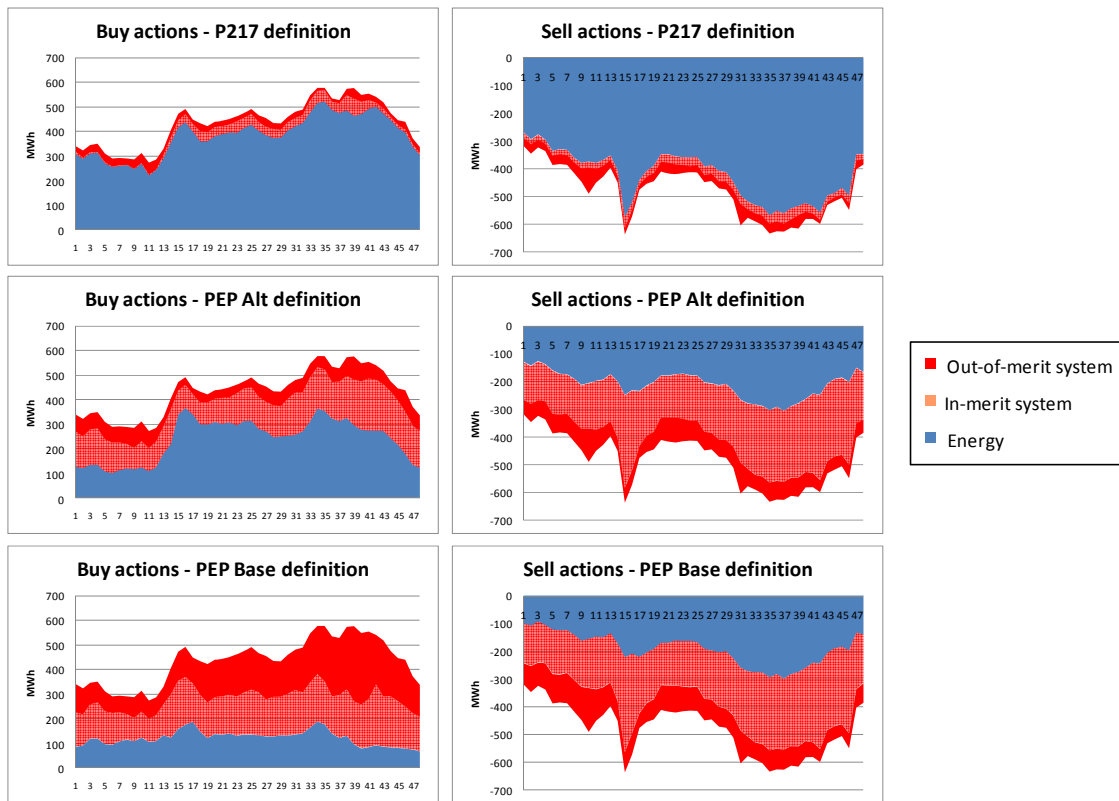 Buy actions - P217 definition
700
600
500
400
300
200
100
0
MWh
1 3 5 7 9 11 13 15 17 19 21 23 25 27 29 31 33 35 37 39 41 43 45 47
Sell actions - P217 definition
0
-100
-200
-300
-400
-500
-600
-700
MWh
1 3 5 7 9 11 13 15 17 19 21 23 25 27 29 31 33 35 37 39 41 43 45 47
Buy actions - PEP Alt definition
700
600
500
400
300
200
100
0
MWh
1 3 5 7 9 11 13 15 17 19 21 23 25 27 29 31 33 35 37 39 41 43 45 47
Sell actions - PEP Alt definition
0
-100
-200
-300
-400
-500
-600
-700
MWh
1 3 5 7 9 11 13 15 17 19 21 23 25 27 29 31 33 35 37 39 41 43 45 47
Out-of-merit system
In-merit system
Energy
Buy actions - PEP Base definition
700
600
500
400
300
200
100
0
MWh
1 3 5 7 9 11 13 15 17 19 21 23 25 27 29 31 33 35 37 39 41 43 45 47
Sell actions - PEP Base definition
0
-100
-200
-300
-400
-500
-600
-700
MWh
1 3 5 7 9 11 13 15 17 19 21 23 25 27 29 31 33 35 37 39 41 43 45 47